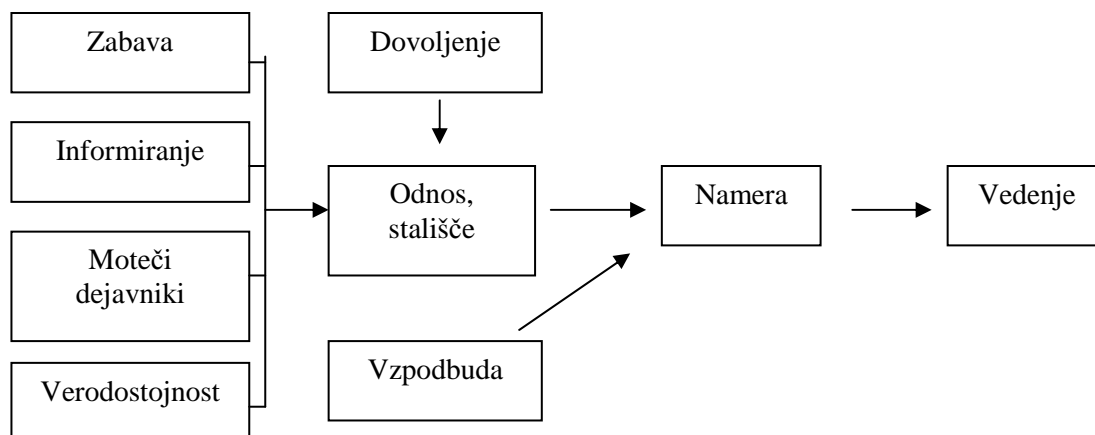 Zabava
Dovoljenje
Informiranje
Odnos,
stališče
Namera
Vedenje
Moteči
dejavniki
Vzpodbuda
Verodostojnost